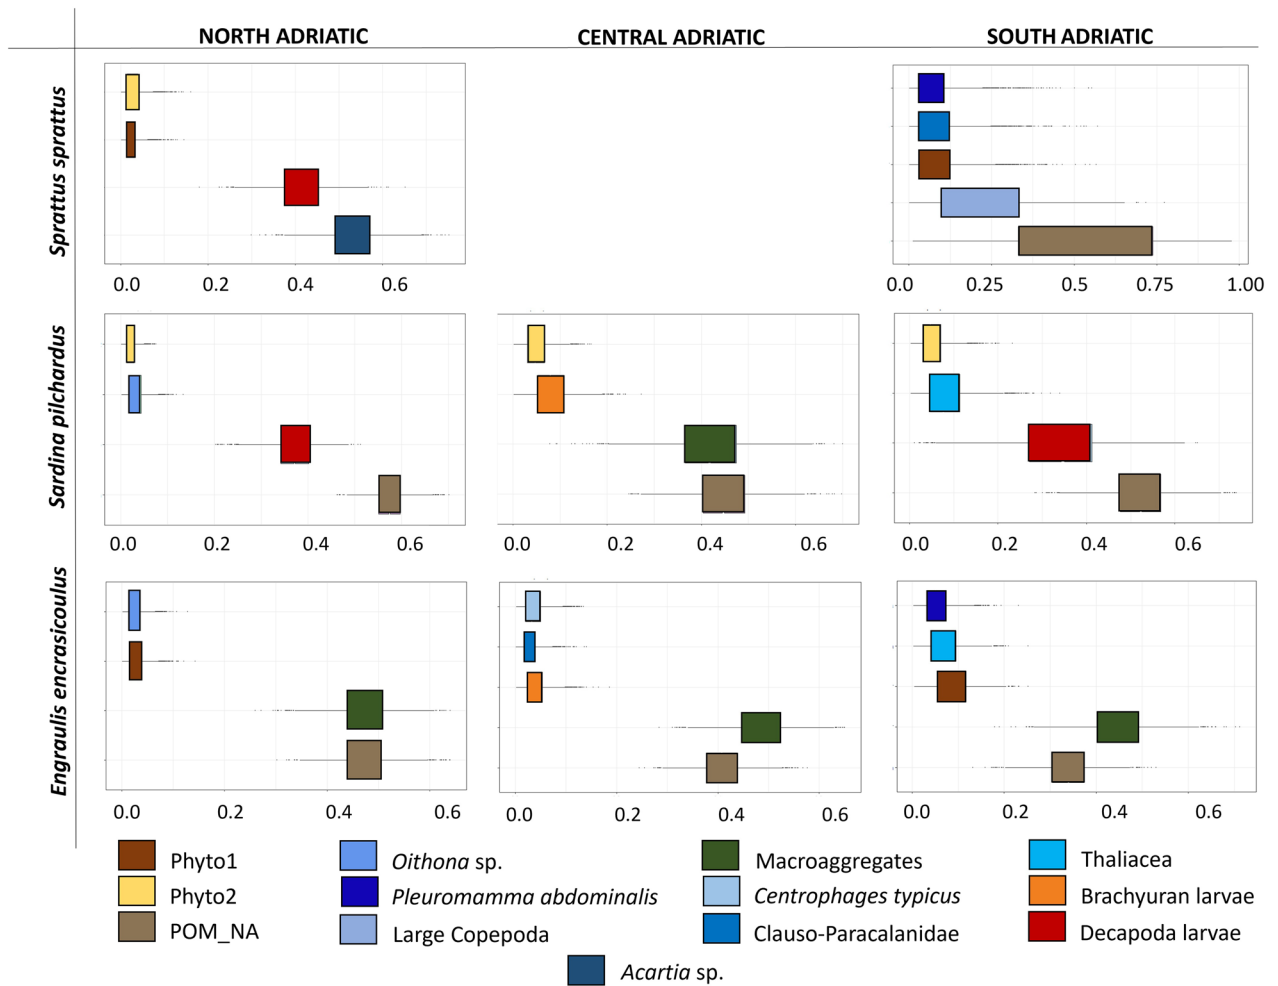 NORTH ADRIATIC CENTRAL ADRIATIC SOUTH ADRIATIC
Sprattus sprattus
0.0 0.2 0.4 0.6
0.0 0.25 0.5 0.75 1.00
Sardina pilchardus
0.0 0.2 0.4 0.6
0.0 0.2 0.4 0.6
0.0 0.2 0.4 0.6
Engraulis encrasicoulus
0.0 0.2 0.4 0.6
0.0 0.2 0.4 0.6
0.0 0.2 0.4 0.6
Phyto1 Oithona sp. Macroaggregates Thaliacea
Phyto2 Pleuromamma abdominalis Centrophages typicus Brachyuran larvae
POM_NA Large Copepoda Clauso-Paracalanidae Decapoda larvae
Acartia sp.